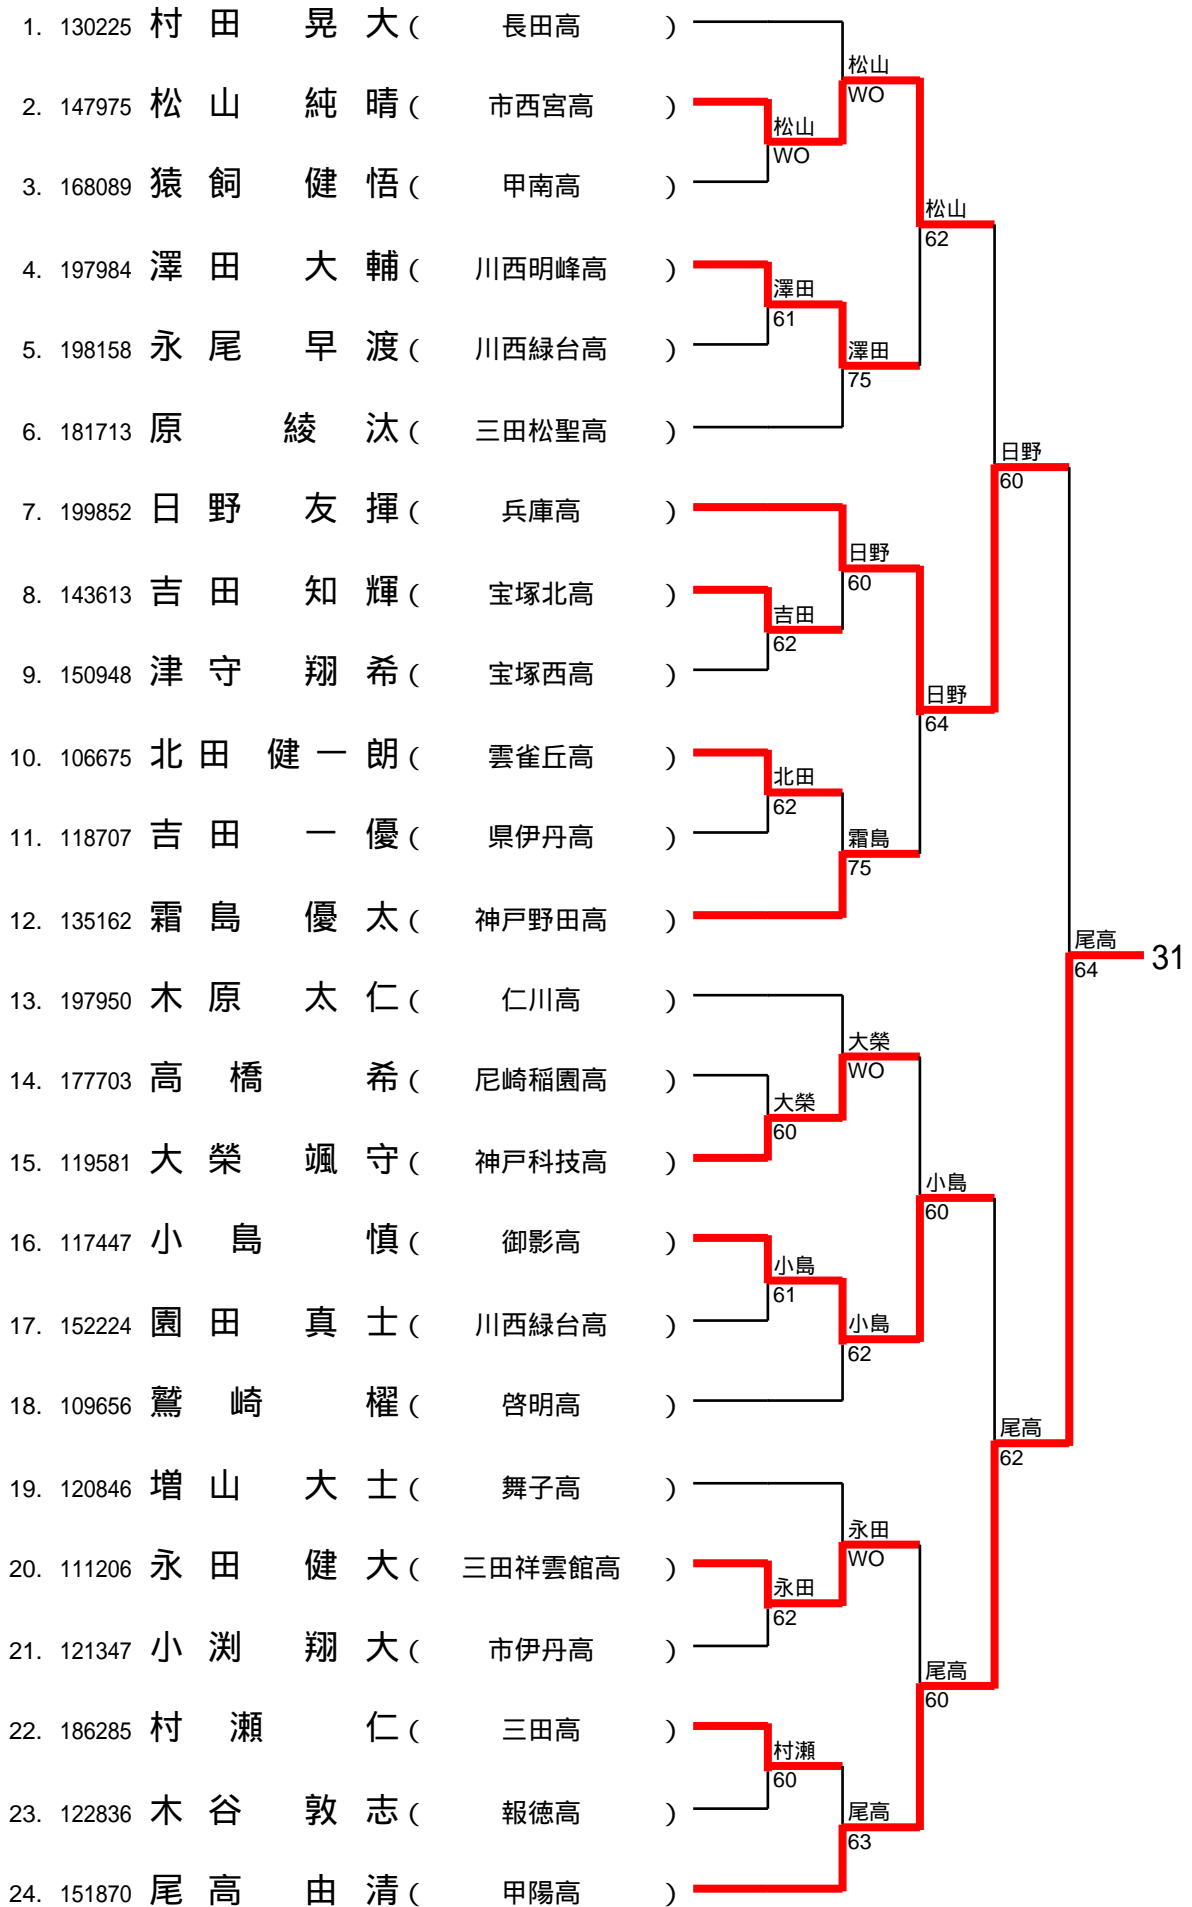 1. 130225 村田 晃大 ( 長田高 )
松山
WO
2. 147975 松山 純晴 ( 市西宮高 )
松山
WO
3. 168089 猿飼 健悟 ( 甲南高 )
松山
62
4. 197984 澤田 大輔 ( 川西明峰高 )
澤田
61
5. 198158 永尾 早渡 ( 川西緑台高 )
澤田
75
6. 181713 原 綾汰 ( 三田松聖高 )
日野
60
7. 199852 日野 友揮 ( 兵庫高 )
日野
60
8. 143613 吉田 知輝 ( 宝塚北高 )
吉田
62
9. 150948 津守 翔希 ( 宝塚西高 )
日野
64
10. 106675 北田 健一朗 ( 雲雀丘高 )
北田
62
11. 118707 吉田 一優 ( 県伊丹高 )
霜島
75
12. 135162 霜島 優太 ( 神戸野田高 )
尾高
64
31
13. 197950 木原 太仁 ( 仁川高 )
大榮
WO
14. 177703 高橋 希 ( 尼崎稲園高 )
大榮
60
15. 119581 大榮 颯守 ( 神戸科技高 )
小島
60
16. 117447 小島 慎 ( 御影高 )
小島
61
17. 152224 園田 真士 ( 川西緑台高 )
小島
62
18. 109656 鷲崎 櫂 ( 啓明高 )
尾高
62
19. 120846 増山 大士 ( 舞子高 )
永田
WO
20. 111206 永田 健大 ( 三田祥雲館高 )
永田
62
21. 121347 小渕 翔大 ( 市伊丹高 )
尾高
60
22. 186285 村瀬 仁 ( 三田高 )
村瀬
60
23. 122836 木谷 敦志 ( 報徳高 )
尾高
63
24. 151870 尾高 由清 ( 甲陽高 )